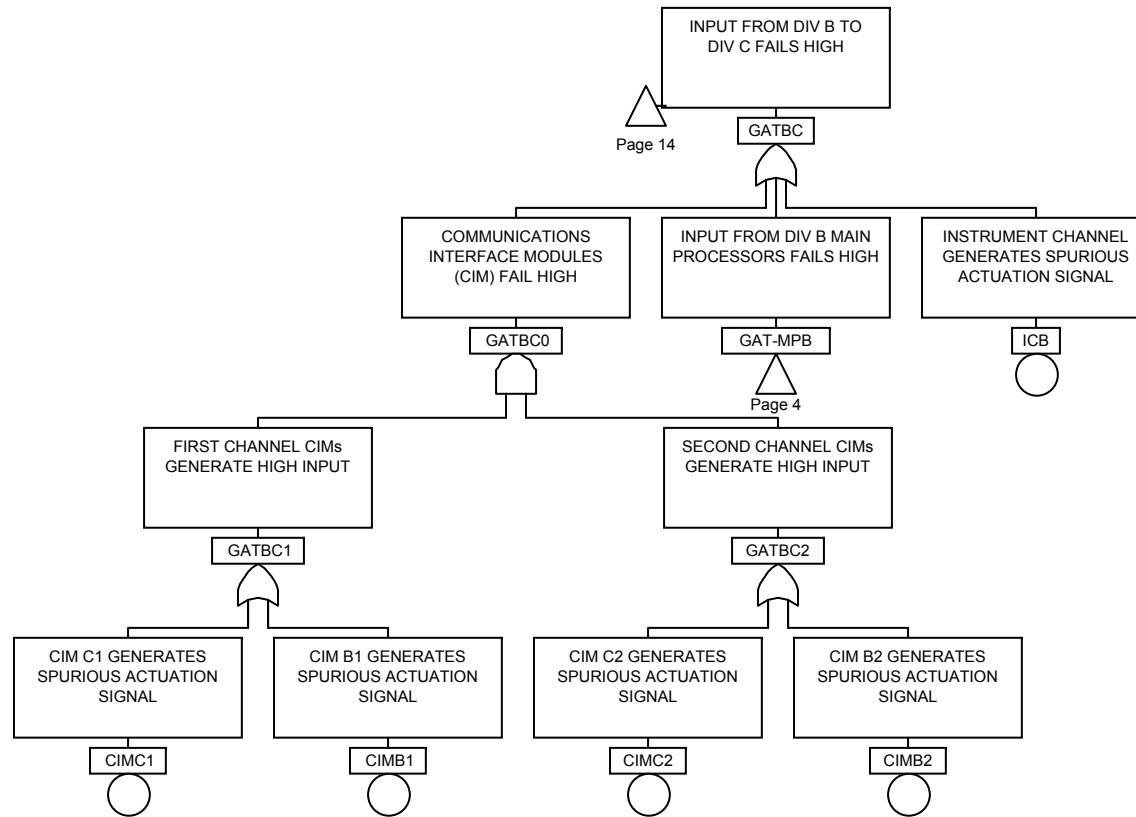 INPUT FROM DIV B TO
DIV C FAILS HIGH
Page 14
GATBC
COMMUNICATIONS
INTERFACE MODULES
(CIM) FAIL HIGH
INPUT FROM DIV B MAIN
PROCESSORS FAILS HIGH
INSTRUMENT CHANNEL
GENERATES SPURIOUS
ACTUATION SIGNAL
GATBC0
GAT-MPB
ICB
Page 4
FIRST CHANNEL CIMs
GENERATE HIGH INPUT
SECOND CHANNEL CIMs
GENERATE HIGH INPUT
GATBC1
GATBC2
CIM C1 GENERATES
SPURIOUS ACTUATION
SIGNAL
CIM B1 GENERATES
SPURIOUS ACTUATION
SIGNAL
CIM C2 GENERATES
SPURIOUS ACTUATION
SIGNAL
CIM B2 GENERATES
SPURIOUS ACTUATION
SIGNAL
CIMC1
CIMB1
CIMC2
CIMB2